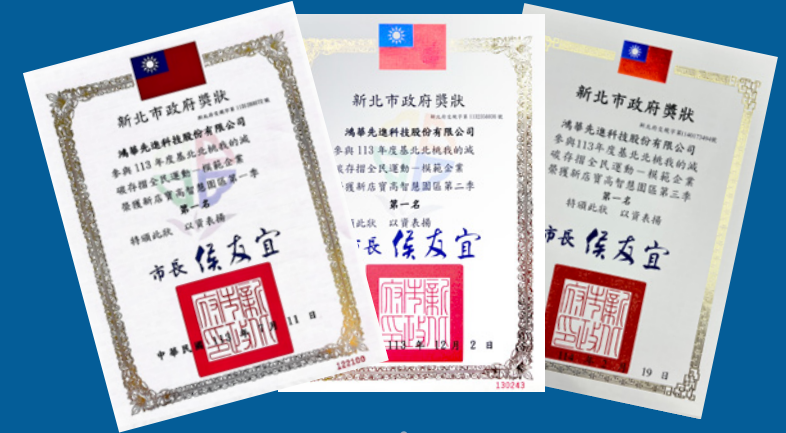 新北市政府獎狀
鴻華先進科技股份有限公司
參與113年度基北北桃我的減
碳存摺全民運動－模範企業
榮獲新店寶高智慧園區第一季
第一名
特頒此狀 以資表揚
市長 侯友宜
中華民國 113 年 7 月 11 日
122100
新北市政府獎狀
鴻華先進科技股份有限公司
參與113年度基北北桃我的減
碳存摺全民運動－模範企業
榮獲新店寶高智慧園區第二季
第一名
頒此狀 以資表揚
長 侯友宜
113 年 12 月 2 日
130243
新北市政府獎狀
鴻華先進科技股份有限公司
參與113年度基北北桃我的減
碳存摺全民運動－模範企業
榮獲新店寶高智慧園區第三季
第一名
特頒此狀 以資表揚
市長 侯友宜
19 日